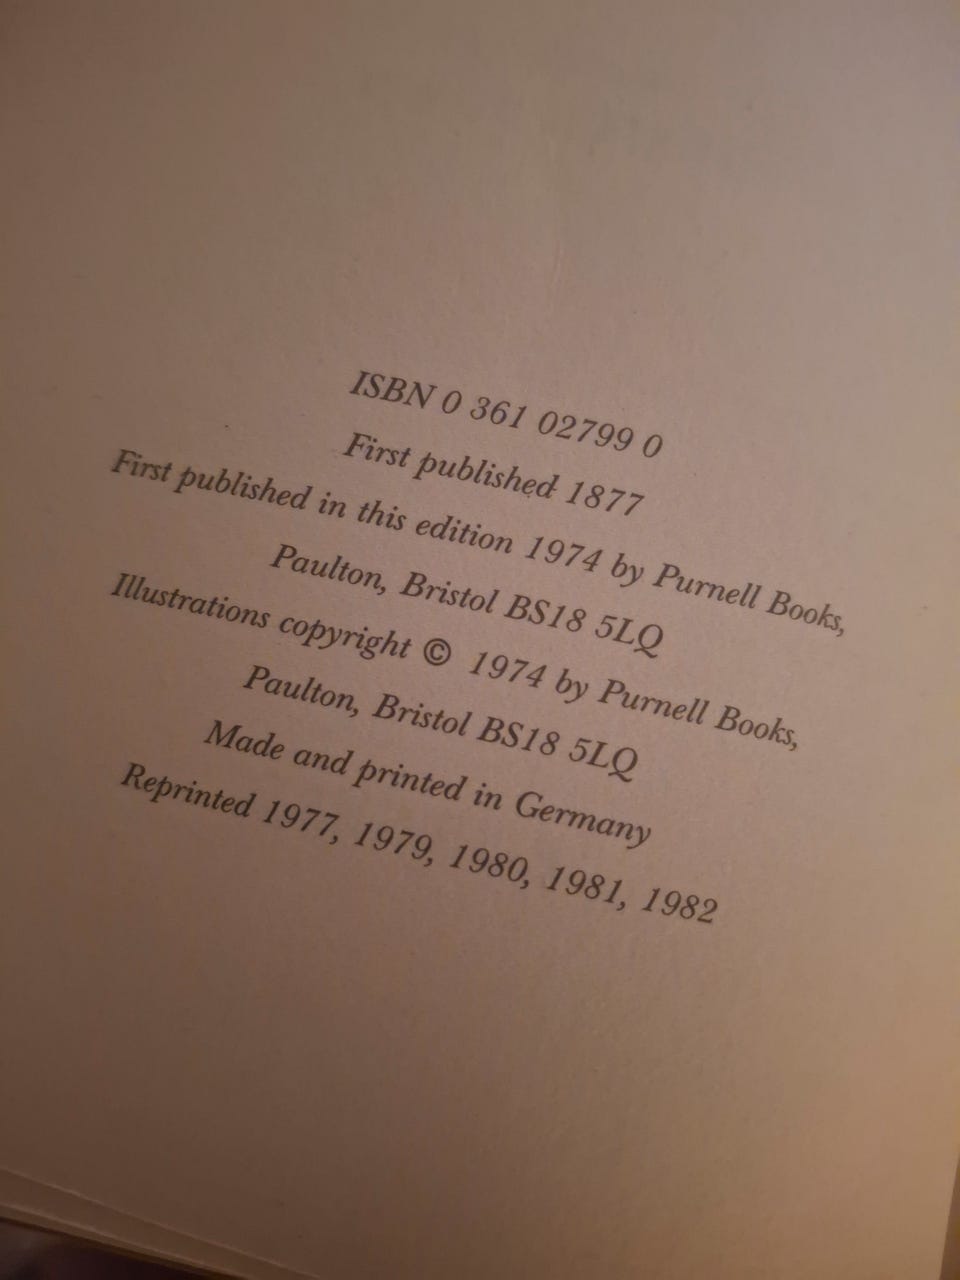 ISBN 0 361 02799 0
First published 1877
First published in this edition 1974 by Purnell Books,
Paulton, Bristol BS18 5LQ
Illustrations copyright © 1974 by Purnell Books,
Paulton, Bristol BS18 5LQ
Made and printed in Germany
Reprinted 1977, 1979, 1980, 1981, 1982